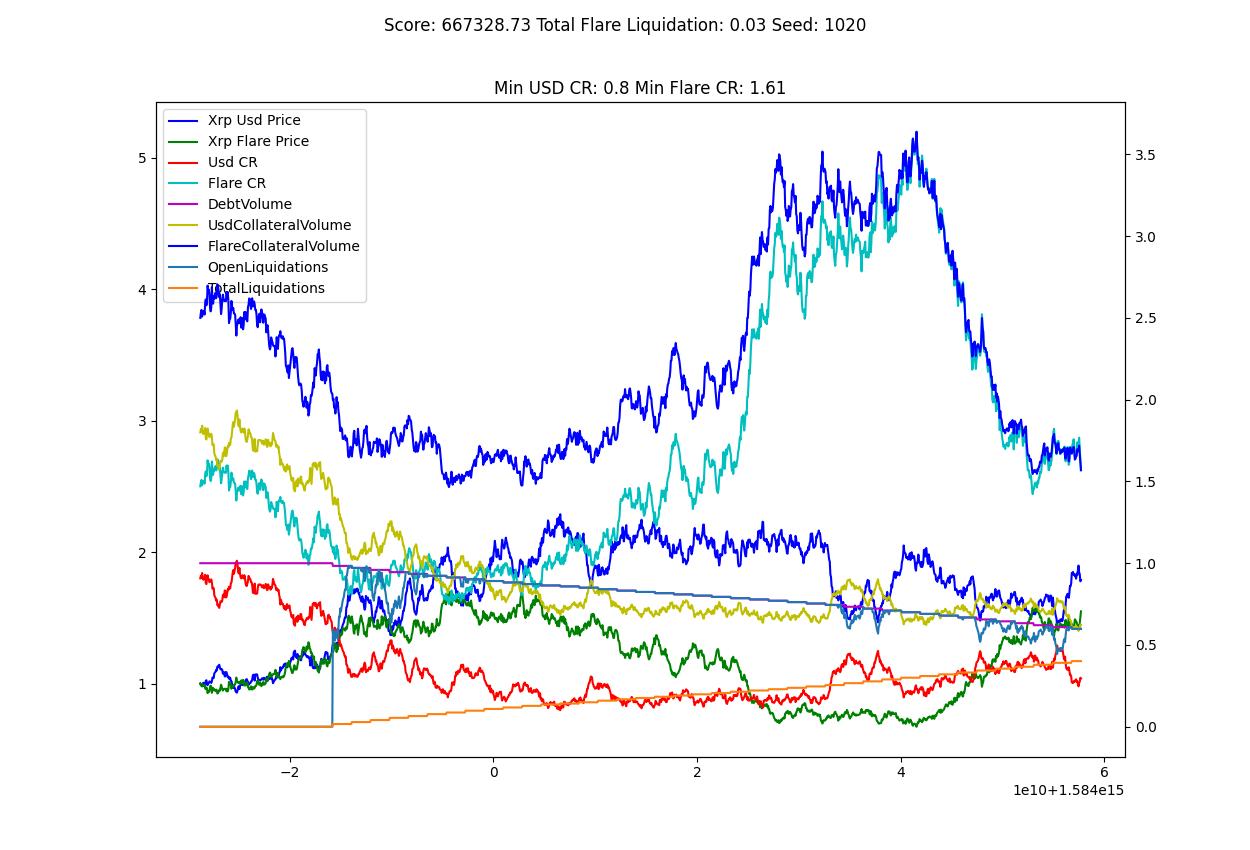 Score: 667328.73 Total Flare Liquidation: 0.03 Seed: 1020
Min USD CR: 0.8 Min Flare CR: 1.61
Xrp Usd Price
Xrp Flare Price
Usd CR
Flare CR
DebtVolume
UsdCollateralVolume
FlareCollateralVolume
OpenLiquidations
TotalLiquidations
5
4
3
2
1
3.5
3.0
2.5
2.0
1.5
1.0
0.5
0.0
−2 0 2 4 6
1e10+1.584e15